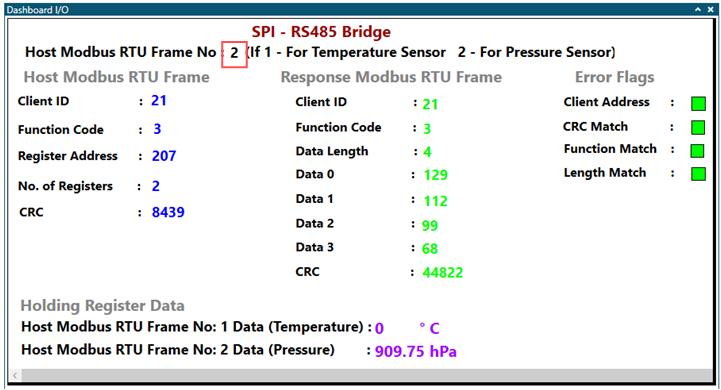 Dashboard I/O
SPI - RS485 Bridge
Host Modbus RTU Frame No : 2 (If 1 - For Temperature Sensor 2 - For Pressure Sensor)
Host Modbus RTU Frame
Client ID : 21
Function Code : 3
Register Address : 207
No. of Registers : 2
CRC : 8439
Response Modbus RTU Frame
Client ID : 21
Function Code : 3
Data Length : 4
Data 0 : 129
Data 1 : 112
Data 2 : 99
Data 3 : 68
CRC : 44822
Error Flags
Client Address :
CRC Match :
Function Match :
Length Match :
Holding Register Data
Host Modbus RTU Frame No: 1 Data (Temperature) : 0 ° C
Host Modbus RTU Frame No: 2 Data (Pressure) : 909.75 hPa